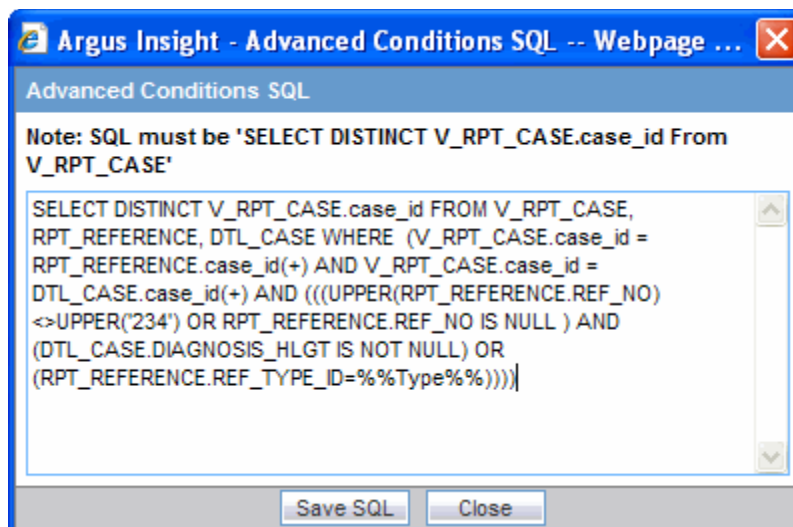 Argus Insight - Advanced Conditions SQL -- Webpage ...
Advanced Conditions SQL
Note: SQL must be 'SELECT DISTINCT V_RPT_CASE.case_id From
V_RPT_CASE'
SELECT DISTINCT V_RPT_CASE.case_id FROM V_RPT_CASE,
RPT_REFERENCE, DTL_CASE WHERE  (V_RPT_CASE.case_id =
RPT_REFERENCE.case_id(+) AND V_RPT_CASE.case_id =
DTL_CASE.case_id(+) AND (((UPPER(RPT_REFERENCE.REF_NO)
<>UPPER('234') OR RPT_REFERENCE.REF_NO IS NULL ) AND
(DTL_CASE.DIAGNOSIS_HLGT IS NOT NULL) OR
(RPT_REFERENCE.REF_TYPE_ID=%%Type%%))))
Save SQL Close